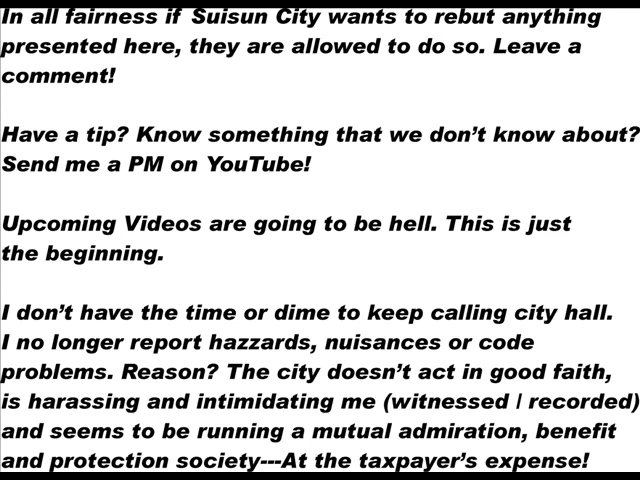 In all fairness if Suisun City wants to rebut anything
presented here, they are allowed to do so. Leave a
comment!
Have a tip? Know something that we don't know about?
Send me a PM on YouTube!
Upcoming Videos are going to be hell. This is just
the beginning.
I don't have the time or dime to keep calling city hall.
I no longer report hazzards, nuisances or code
problems. Reason? The city doesn't act in good faith,
is harassing and intimidating me (witnessed / recorded)
and seems to be running a mutual admiration, benefit
and protection society---At the taxpayer's expense!